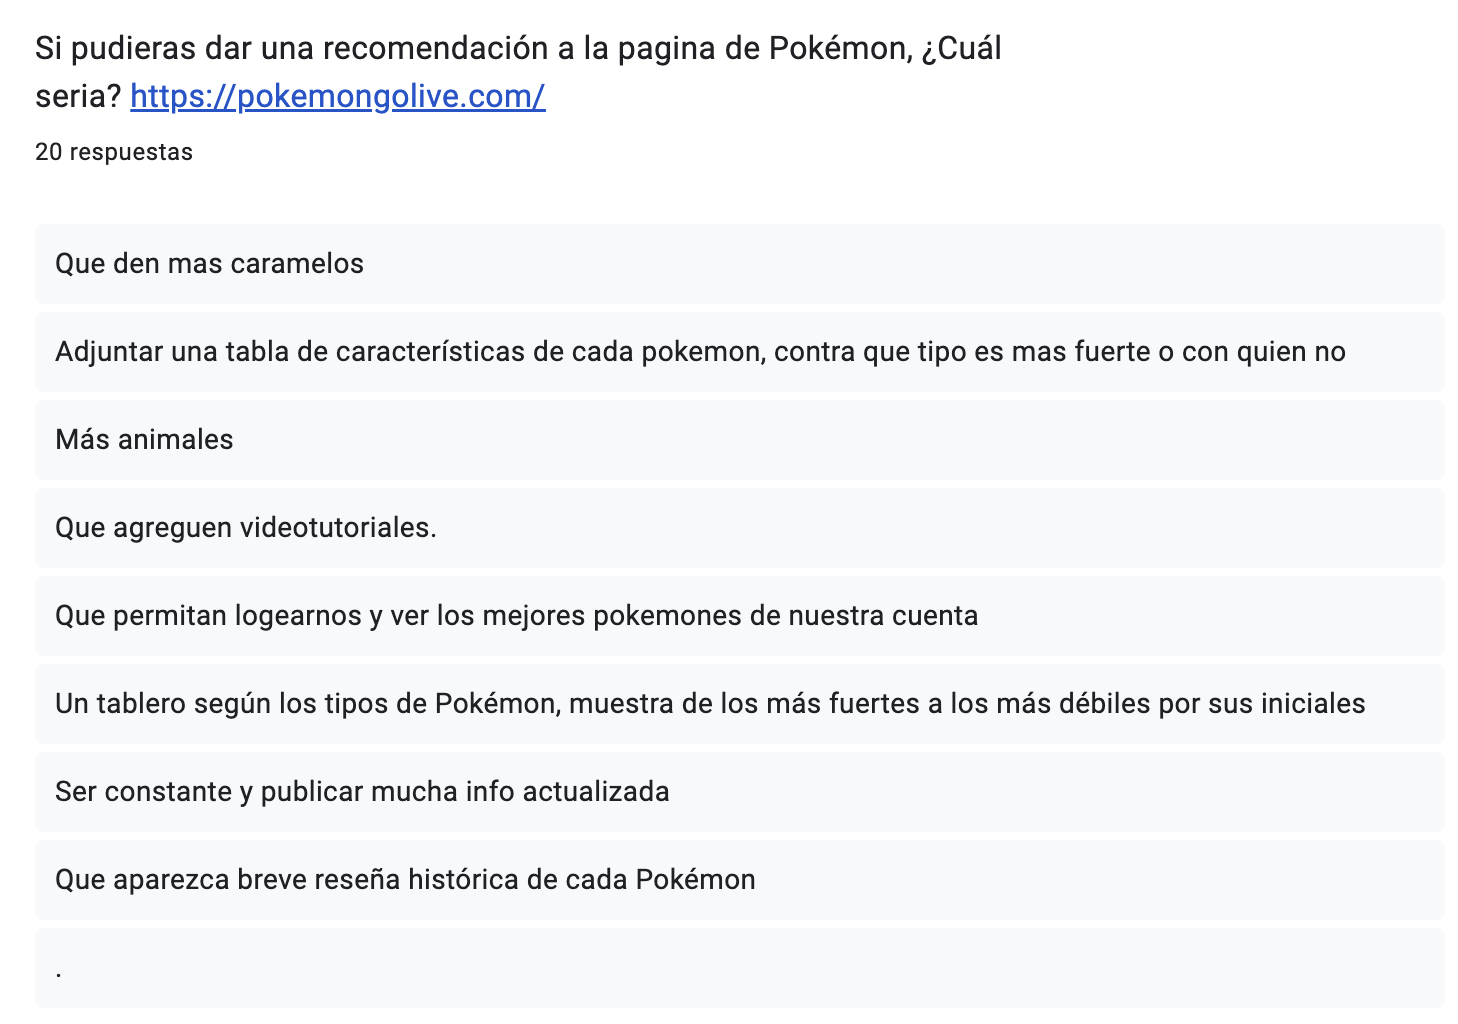 Si pudieras dar una recomendación a la pagina de Pokémon, ¿Cuál
seria? https://pokemongolive.com/
20 respuestas
Que den mas caramelos
Adjuntar una tabla de características de cada pokemon, contra que tipo es mas fuerte o con quien no
Más animales
Que agreguen videotutoriales.
Que permitan logearnos y ver los mejores pokemones de nuestra cuenta
Un tablero según los tipos de Pokémon, muestra de los más fuertes a los más débiles por sus iniciales
Ser constante y publicar mucha info actualizada
Que aparezca breve reseña histórica de cada Pokémon
.